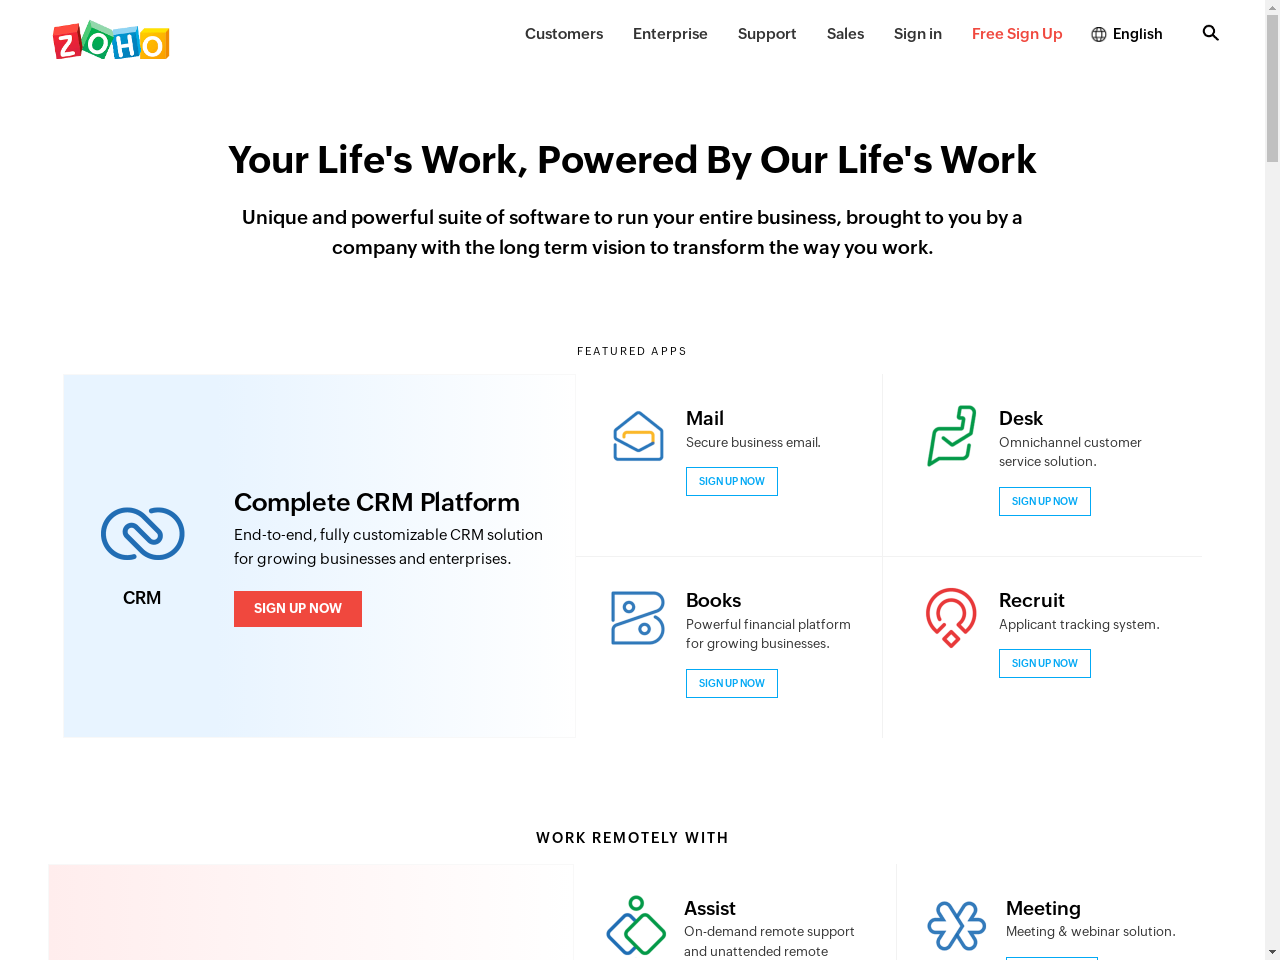 ZOHO
Customers
Enterprise
Support
Sales
Sign in
Free Sign Up
English
Your Life's Work, Powered By Our Life's Work
Unique and powerful suite of software to run your entire business, brought to you by a
company with the long term vision to transform the way you work.
FEATURED APPS
CRM
Complete CRM Platform
End-to-end, fully customizable CRM solution
for growing businesses and enterprises.
SIGN UP NOW
Mail
Secure business email.
SIGN UP NOW
Desk
Omnichannel customer
service solution.
SIGN UP NOW
Books
Powerful financial platform
for growing businesses.
SIGN UP NOW
Recruit
Applicant tracking system.
SIGN UP NOW
WORK REMOTELY WITH
Assist
On-demand remote support
and unattended remote
Meeting
Meeting & webinar solution.